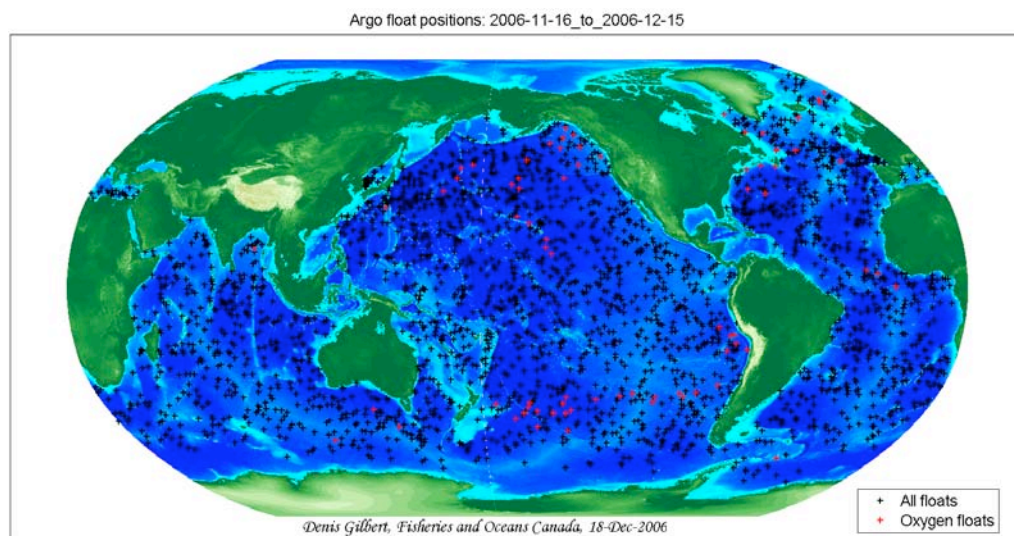 Argo float positions: 2006-11-16_to_2006-12-15
All floats
Oxygen floats
Denis Gilbert, Fisheries and Oceans Canada, 18-Dec-2006